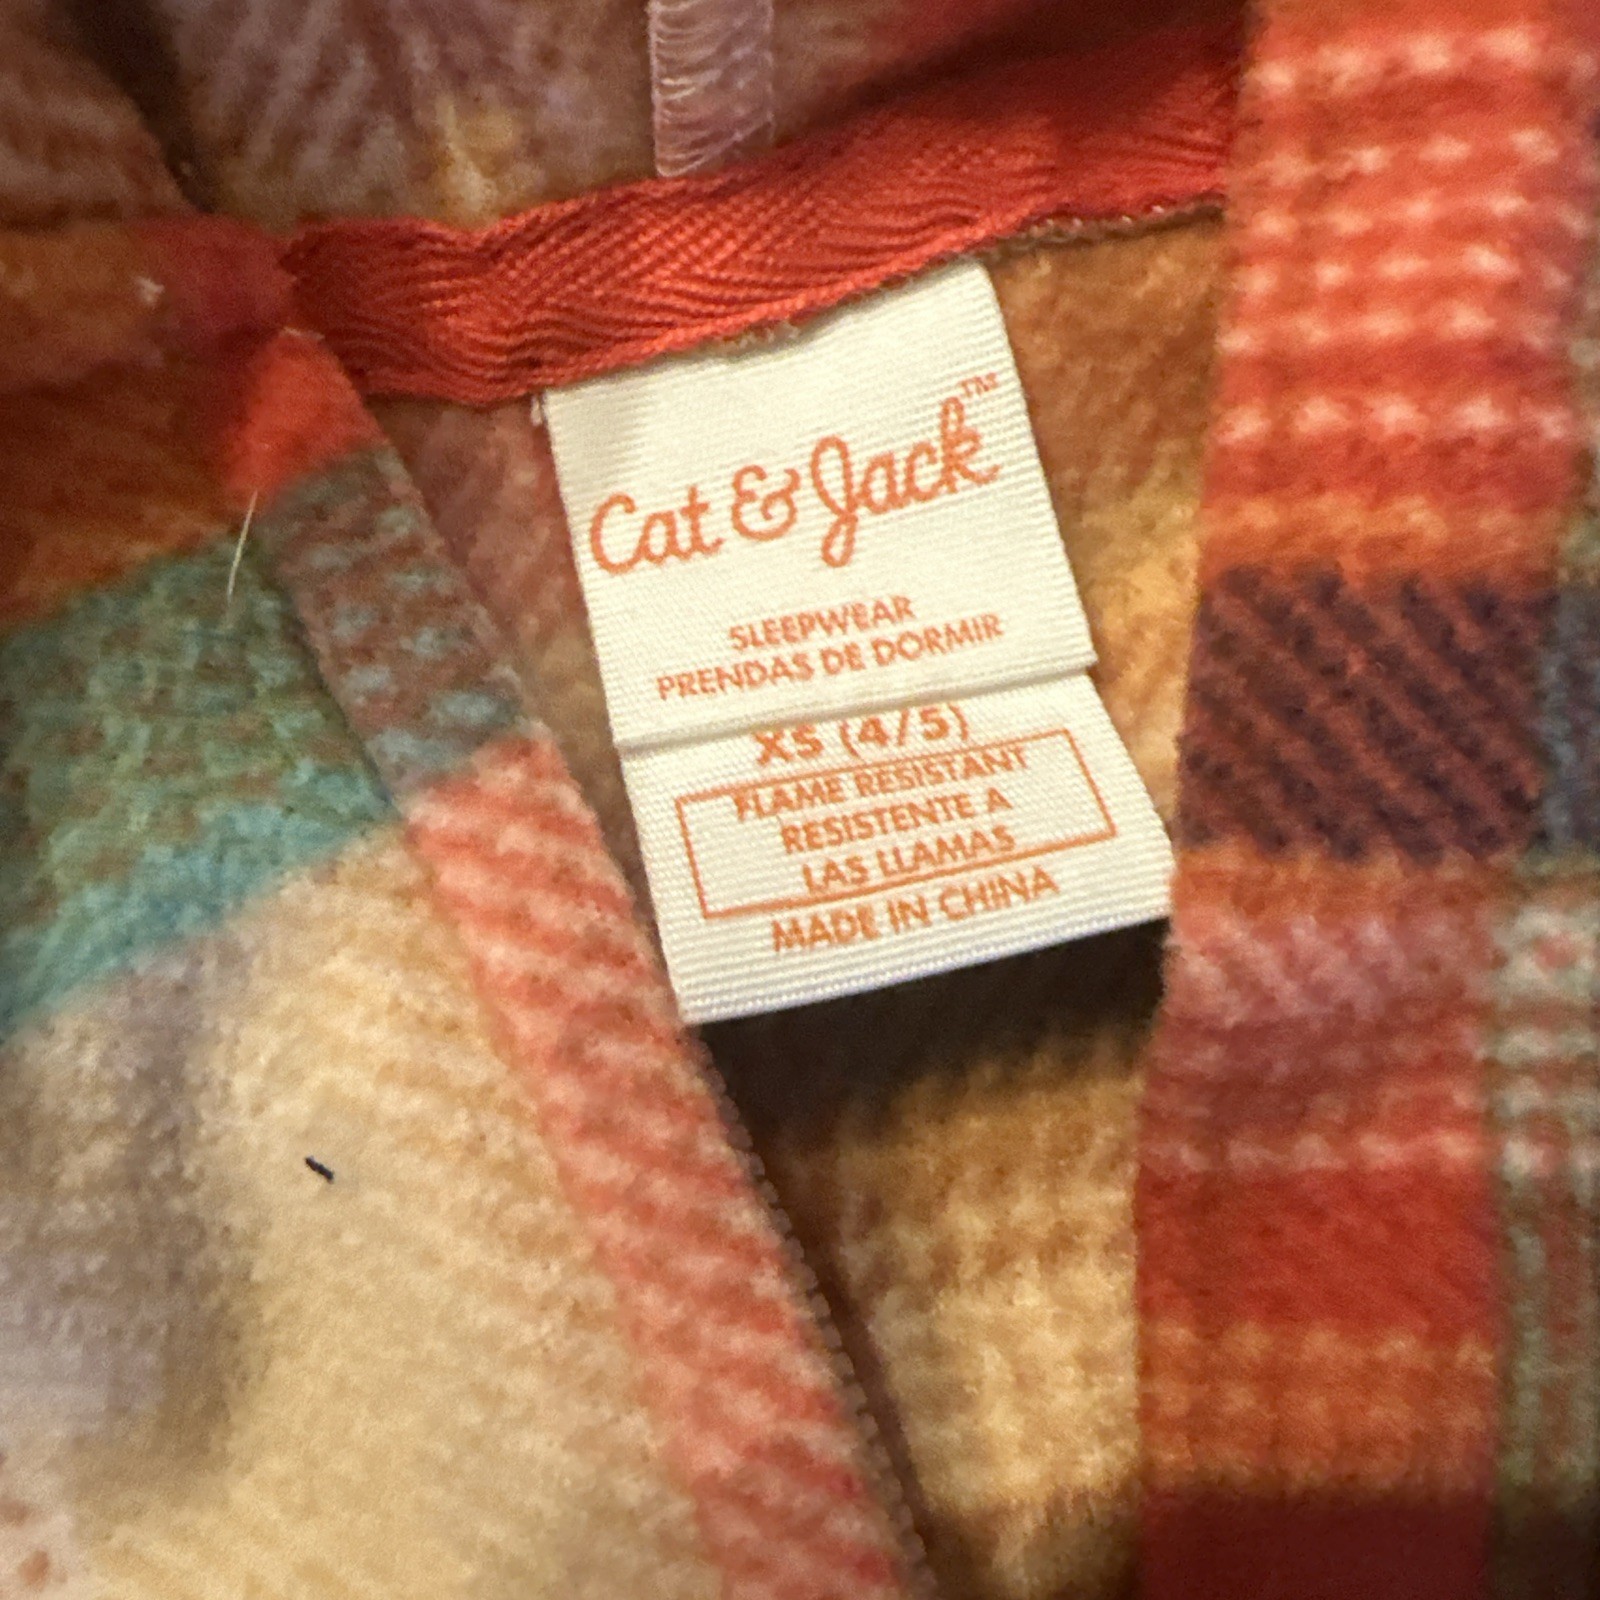 Cat & Jack™
SLEEPWEAR
PRENDAS DE DORMIR
XS (4/5)
FLAME RESISTANT
RESISTENTE A
LAS LLAMAS
MADE IN CHINA